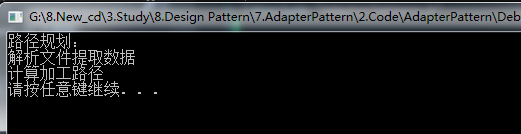 G:\8.New_cd\3.Study\8.Design Pattern\7.AdapterPattern\2.Code\AdapterPattern\Deb
路径规划：
解析文件提取数据
计算加工路径
请按任意键继续. . .